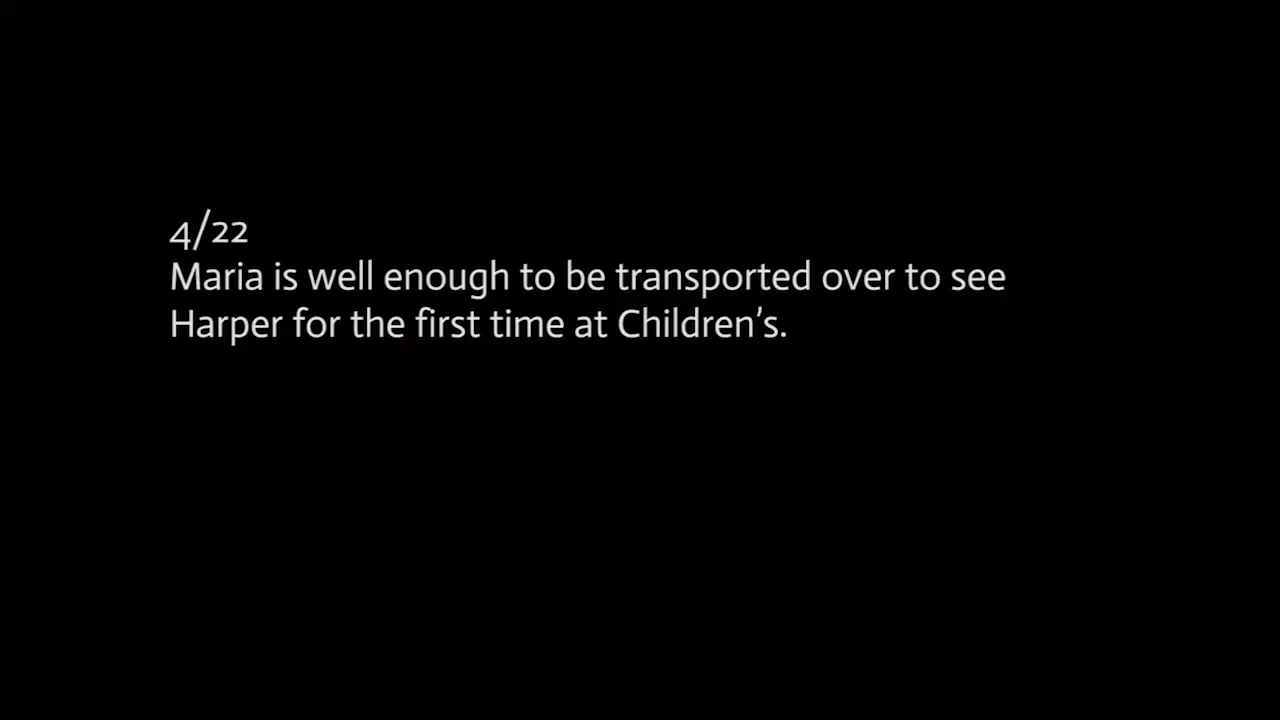 4/22
Maria is well enough to be transported over to see
Harper for the first time at Children’s.